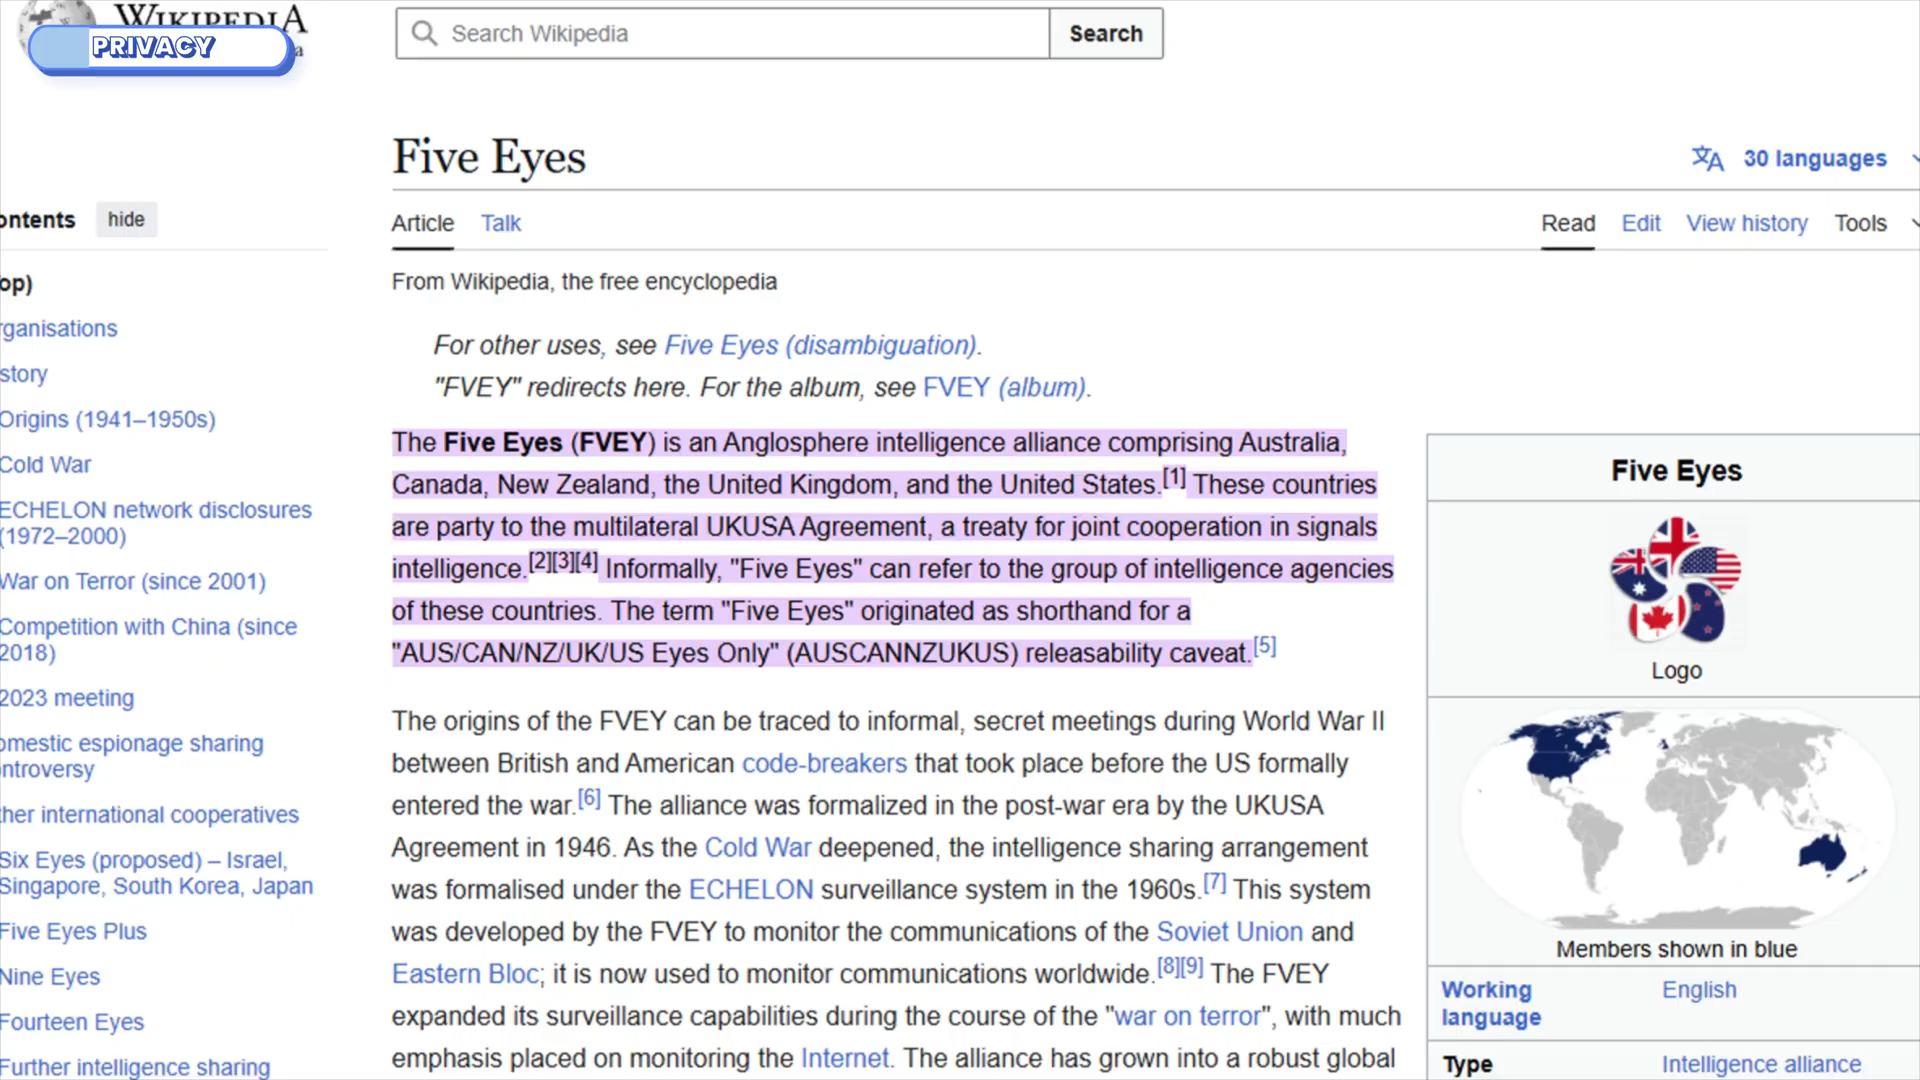 WIKIPEDIA
PRIVACY
Search Wikipedia
Search
Five Eyes
30 languages
ontents
hide
Article
Talk
Read
Edit
View history
Tools
op)
From Wikipedia, the free encyclopedia
rganisations
story
Origins (1941–1950s)
Cold War
ECHELON network disclosures
(1972–2000)
War on Terror (since 2001)
Competition with China (since
2018)
2023 meeting
omestic espionage sharing
ntroversy
ther international cooperatives
Six Eyes (proposed) – Israel,
Singapore, South Korea, Japan
Five Eyes Plus
Nine Eyes
Fourteen Eyes
Further intelligence sharing
For other uses, see Five Eyes (disambiguation).
"FVEY" redirects here. For the album, see FVEY (album).
The Five Eyes (FVEY) is an Anglosphere intelligence alliance comprising Australia,
Canada, New Zealand, the United Kingdom, and the United States.[1] These countries
are party to the multilateral UKUSA Agreement, a treaty for joint cooperation in signals
intelligence.[2][3][4] Informally, "Five Eyes" can refer to the group of intelligence agencies
of these countries. The term "Five Eyes" originated as shorthand for a
"AUS/CAN/NZ/UK/US Eyes Only" (AUSCANNZUKUS) releasability caveat.[5]
The origins of the FVEY can be traced to informal, secret meetings during World War II
between British and American code-breakers that took place before the US formally
entered the war.[6] The alliance was formalized in the post-war era by the UKUSA
Agreement in 1946. As the Cold War deepened, the intelligence sharing arrangement
was formalised under the ECHELON surveillance system in the 1960s.[7] This system
was developed by the FVEY to monitor the communications of the Soviet Union and
Eastern Bloc; it is now used to monitor communications worldwide.[8][9] The FVEY
expanded its surveillance capabilities during the course of the "war on terror", with much
emphasis placed on monitoring the Internet. The alliance has grown into a robust global
Five Eyes
Logo
Members shown in blue
Working
language
English
Type
Intelligence alliance